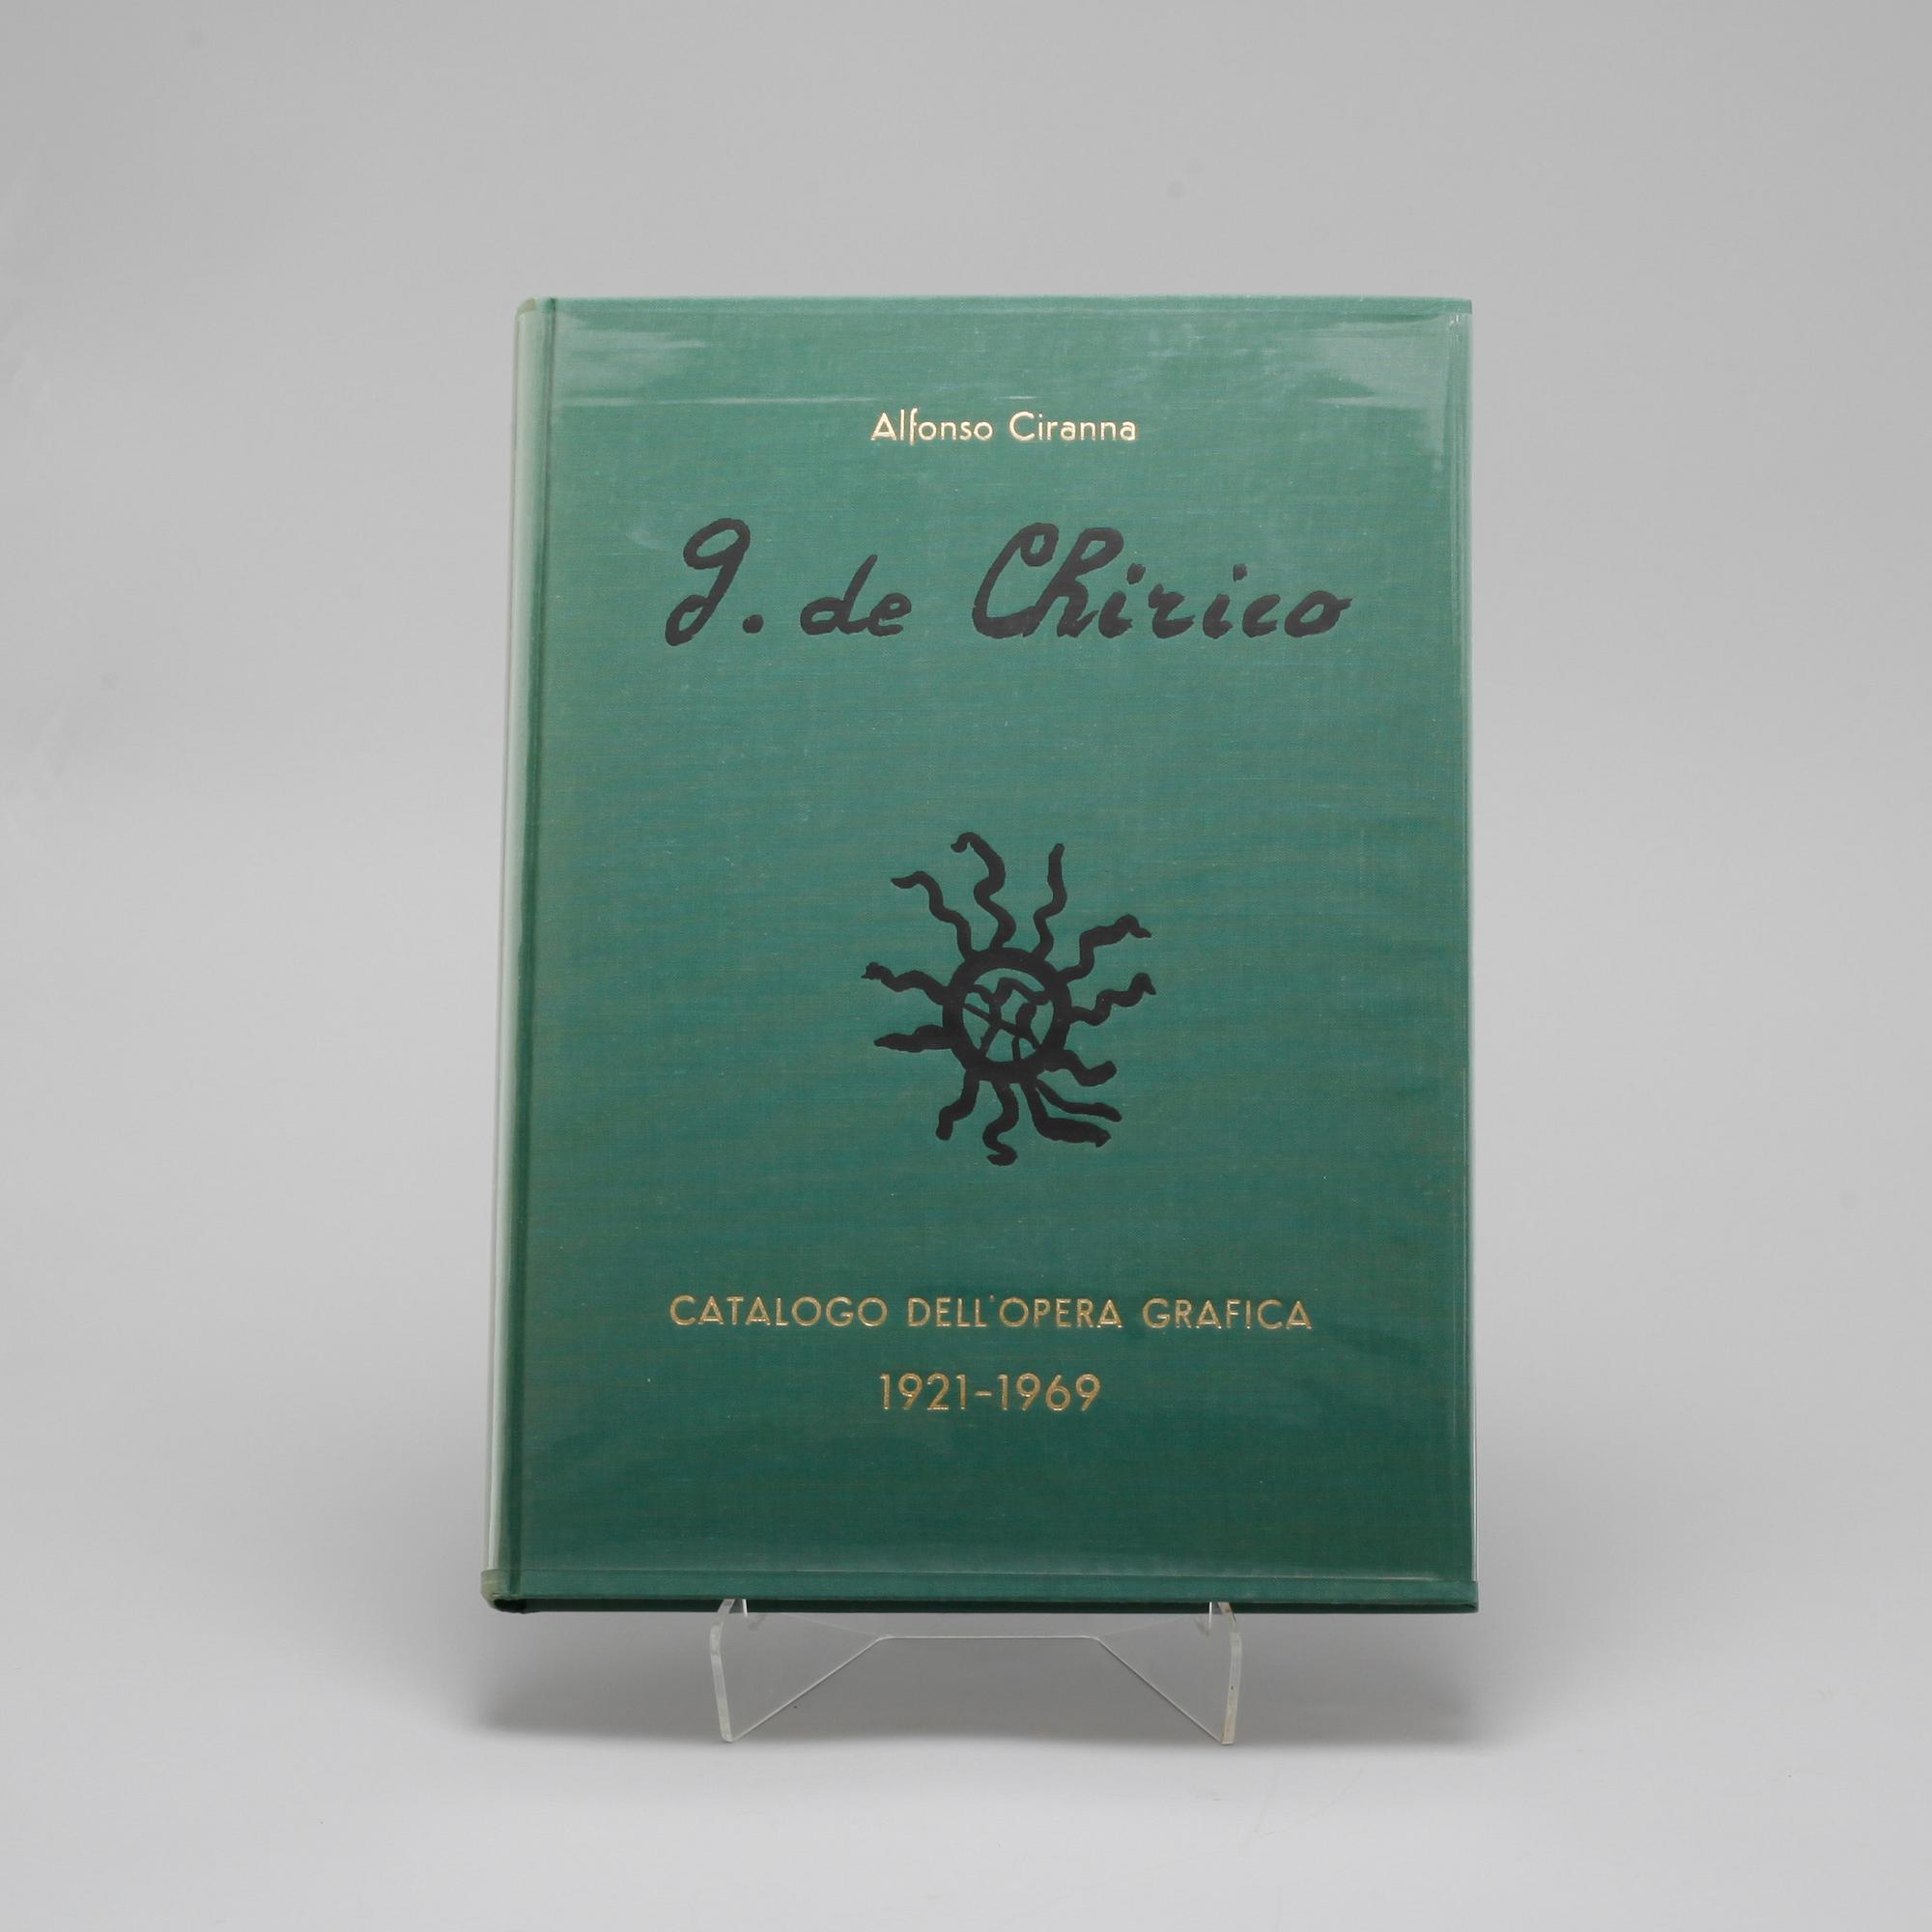 Alfonso Ciranna
g. de Chirico
CATALOGO DELL'OPERA GRAFICA
1921-1969